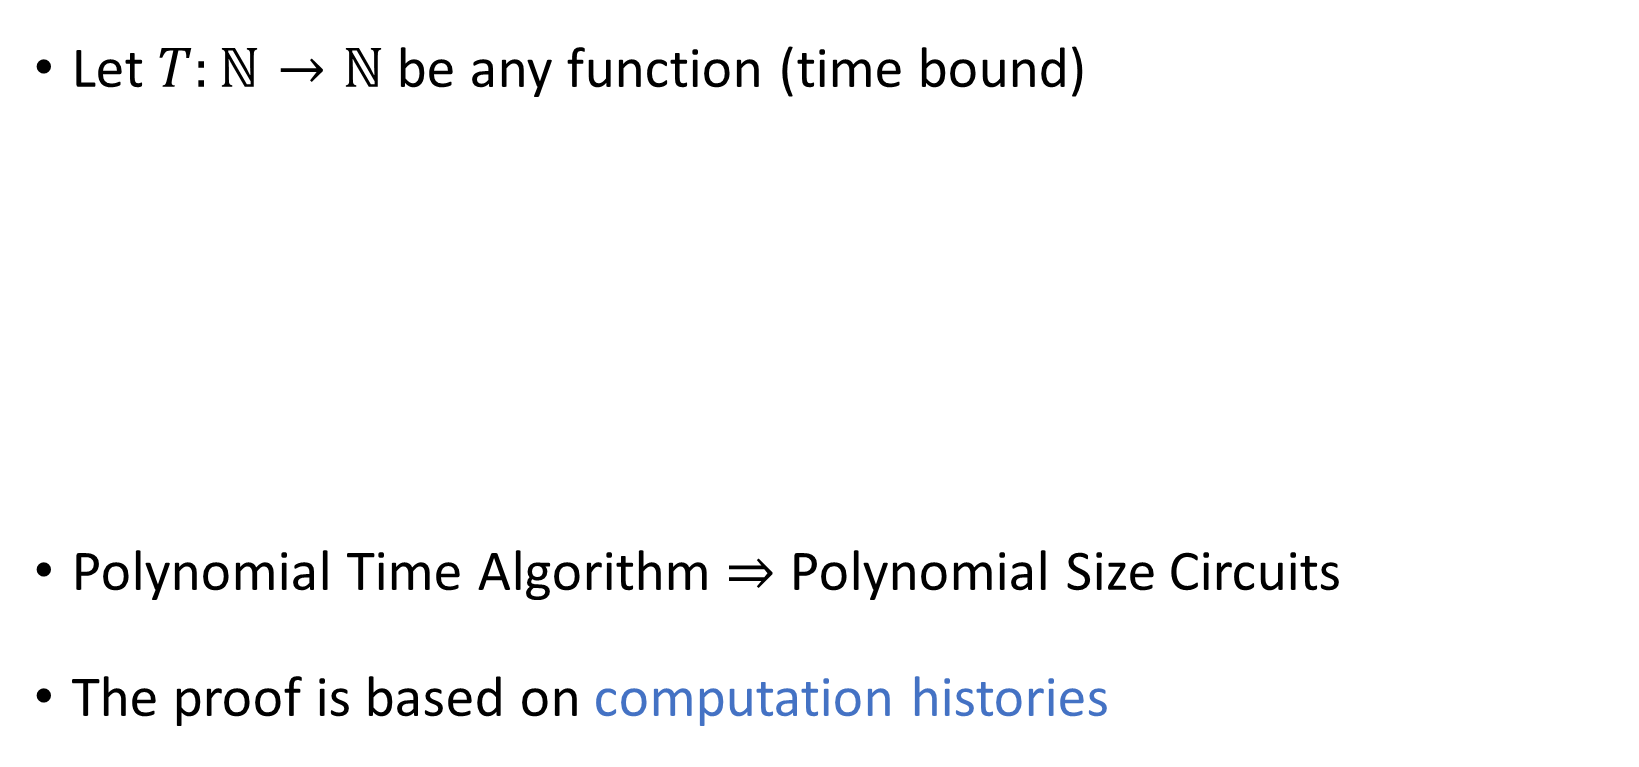 • Let 𝑇: ℕ → ℕ be any function (time bound)
• Polynomial Time Algorithm ⇒ Polynomial Size Circuits
• The proof is based on computation histories